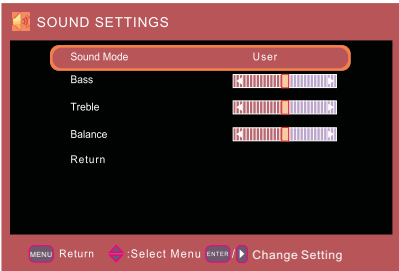 SOUND SETTINGS
Sound Mode User
Bass
Treble
Balance
Return
MENU Return :Select Menu ENTER / Change Setting